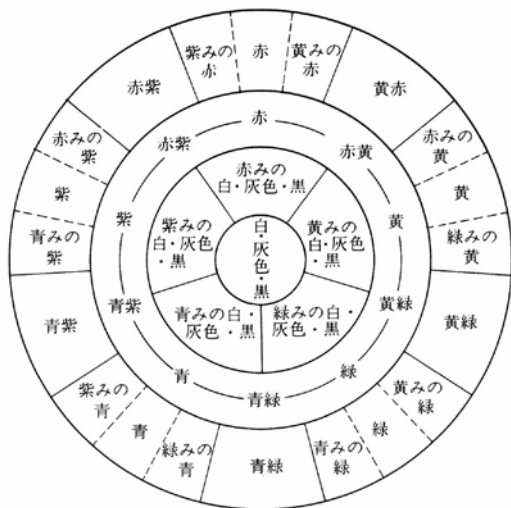 赤
黄みの
赤
黄赤
赤みの
黄
黄
緑みの
黄
黄緑
黄みの
緑
緑
青みの
緑
青緑
緑みの
青
青
紫みの
青
青紫
青みの
紫
紫
赤みの
紫
赤紫
紫みの
赤
赤
赤黄
黄
黄緑
緑
青緑
青
青紫
紫
赤紫
赤みの
白・灰色・黒
黄みの
白・灰色
・黒
緑みの白・
灰色・黒
青みの白・
灰色・黒
紫みの
白・灰色
・黒
白・灰色・黒